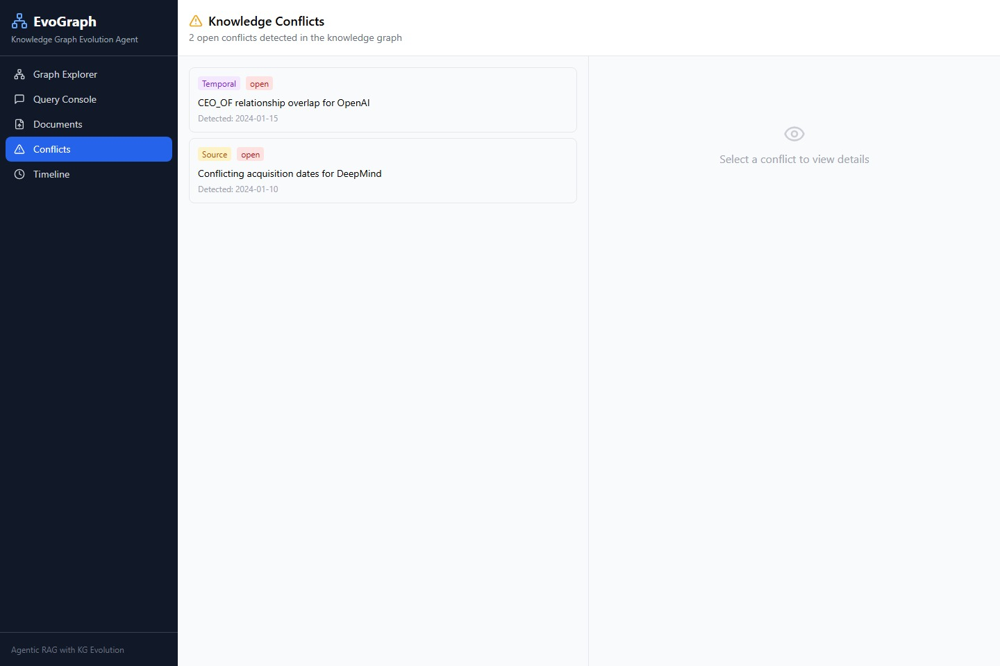 EvoGraph
Knowledge Graph Evolution Agent
Graph Explorer
Query Console
Documents
Conflicts
Timeline
Agentic RAG with KG Evolution
Knowledge Conflicts
2 open conflicts detected in the knowledge graph
Temporal open
CEO_OF relationship overlap for OpenAI
Detected: 2024-01-15
Source open
Conflicting acquisition dates for DeepMind
Detected: 2024-01-10
Select a conflict to view details